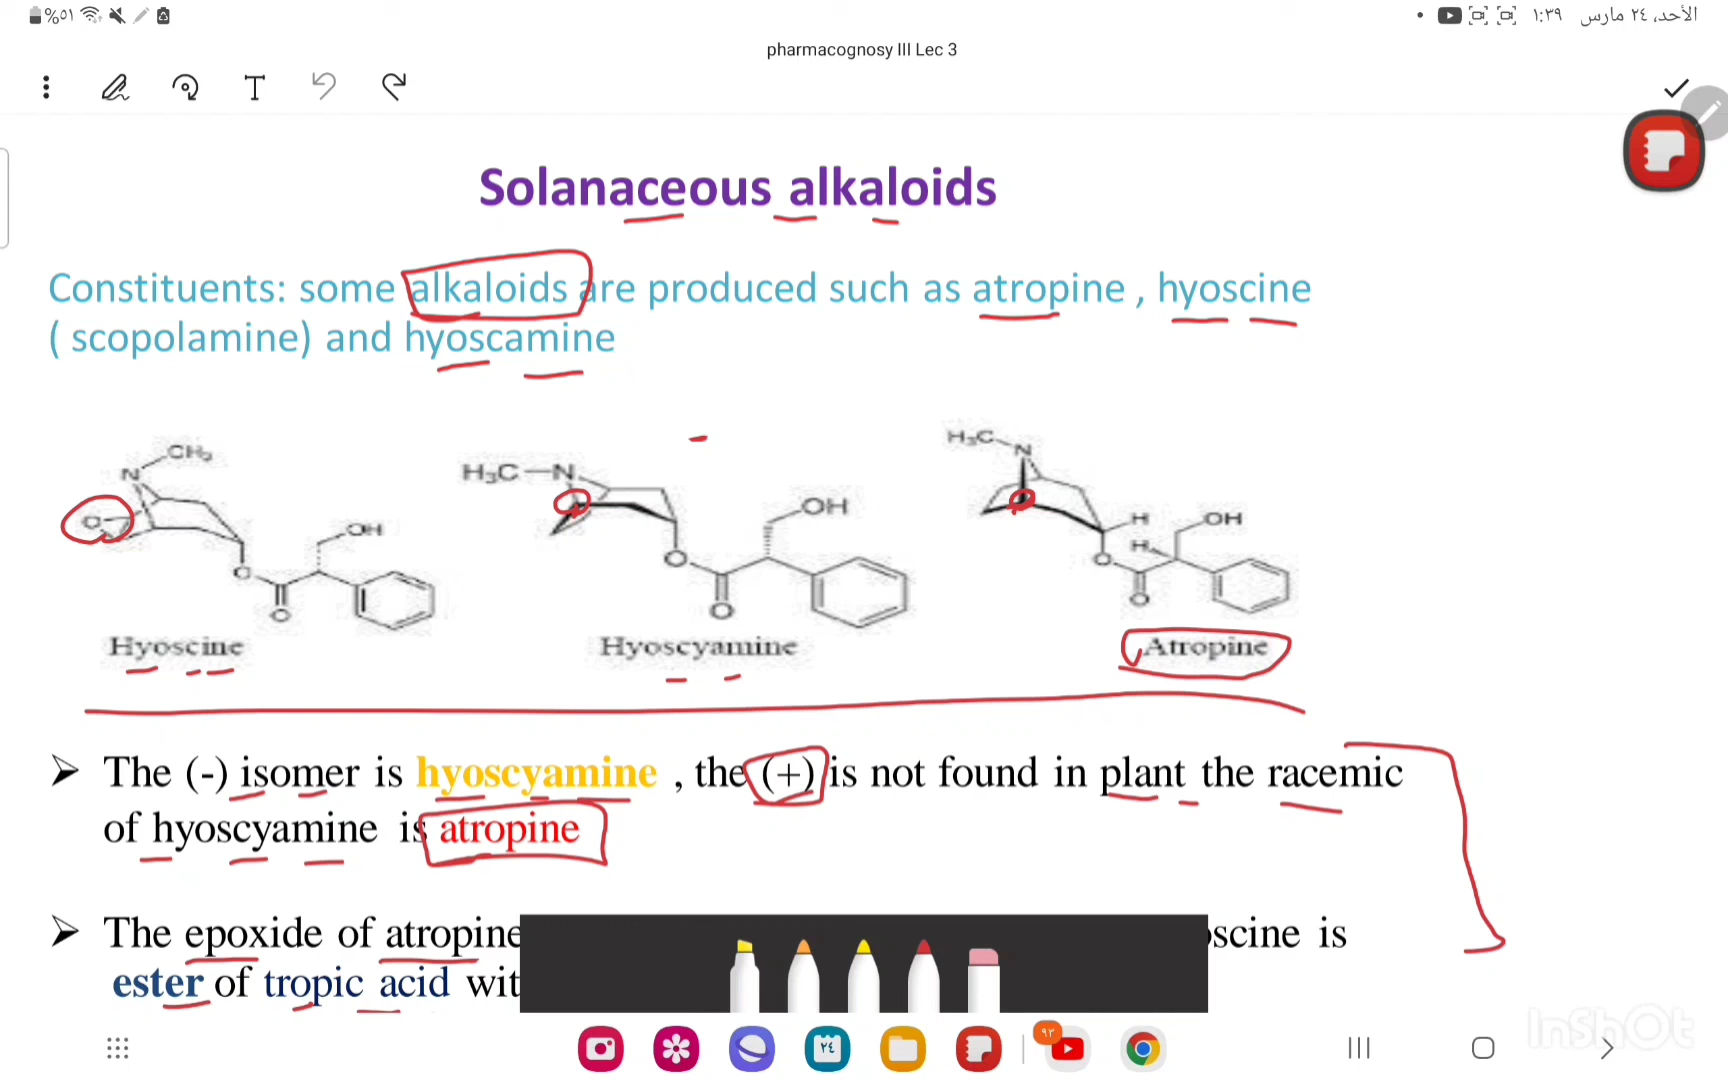 %٥١
١:٣٩ الأحد، ٢٤ مارس
pharmacognosy III Lec 3
T
Solanaceous alkaloids
Constituents: some alkaloids are produced such as atropine , hyoscine
( scopolamine) and hyoscamine
CH₃
N
O
OH
O
O
Hyoscine
H₃C—N
OH
O
O
Hyoscyamine
H₃C
N
H
OH
H
O
O
Atropine
➤ The (-) isomer is hyoscyamine , the (+) is not found in plant the racemic
of hyoscyamine is atropine
➤ The epoxide of atropine scine is
ester of tropic acid wit
٢٤
٩٢
InShOt